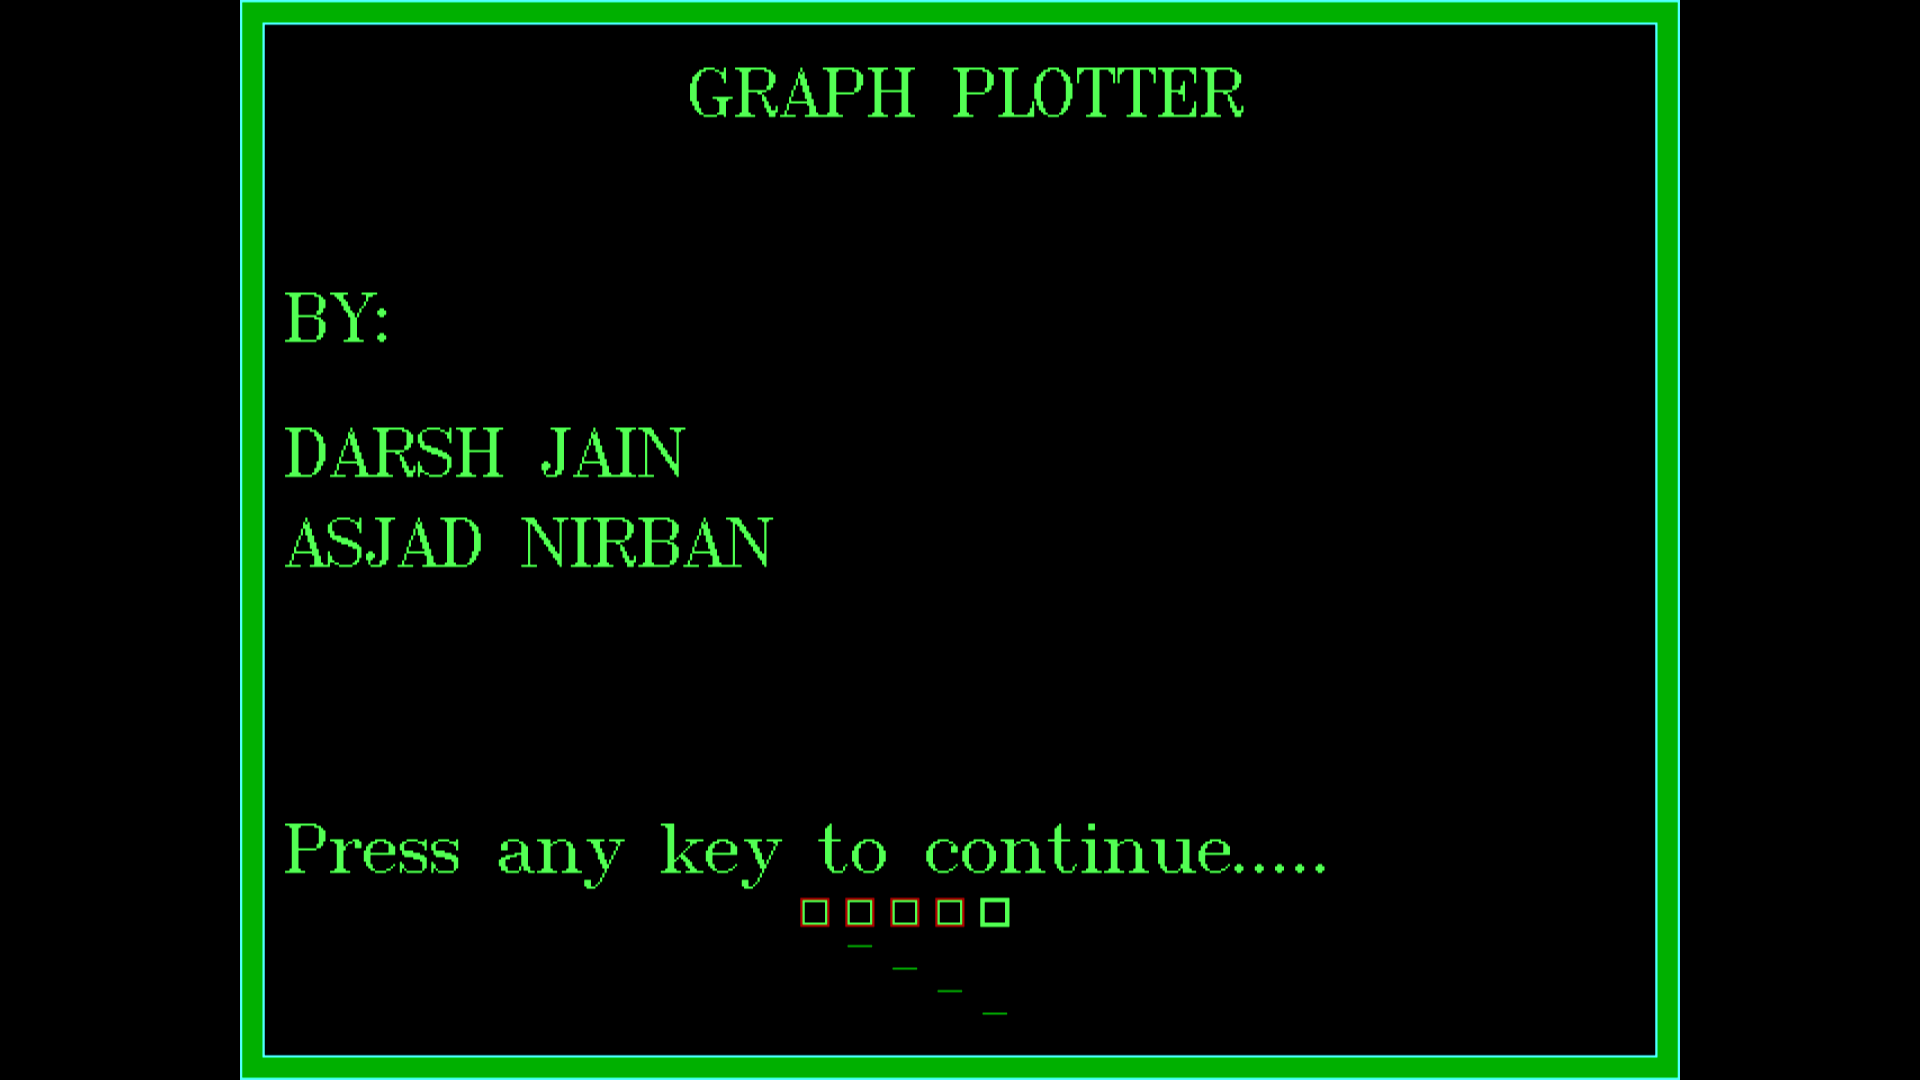 GRAPH PLOTTER
BY:
DARSH JAIN
ASJAD NIRBAN
Press any key to continue.....